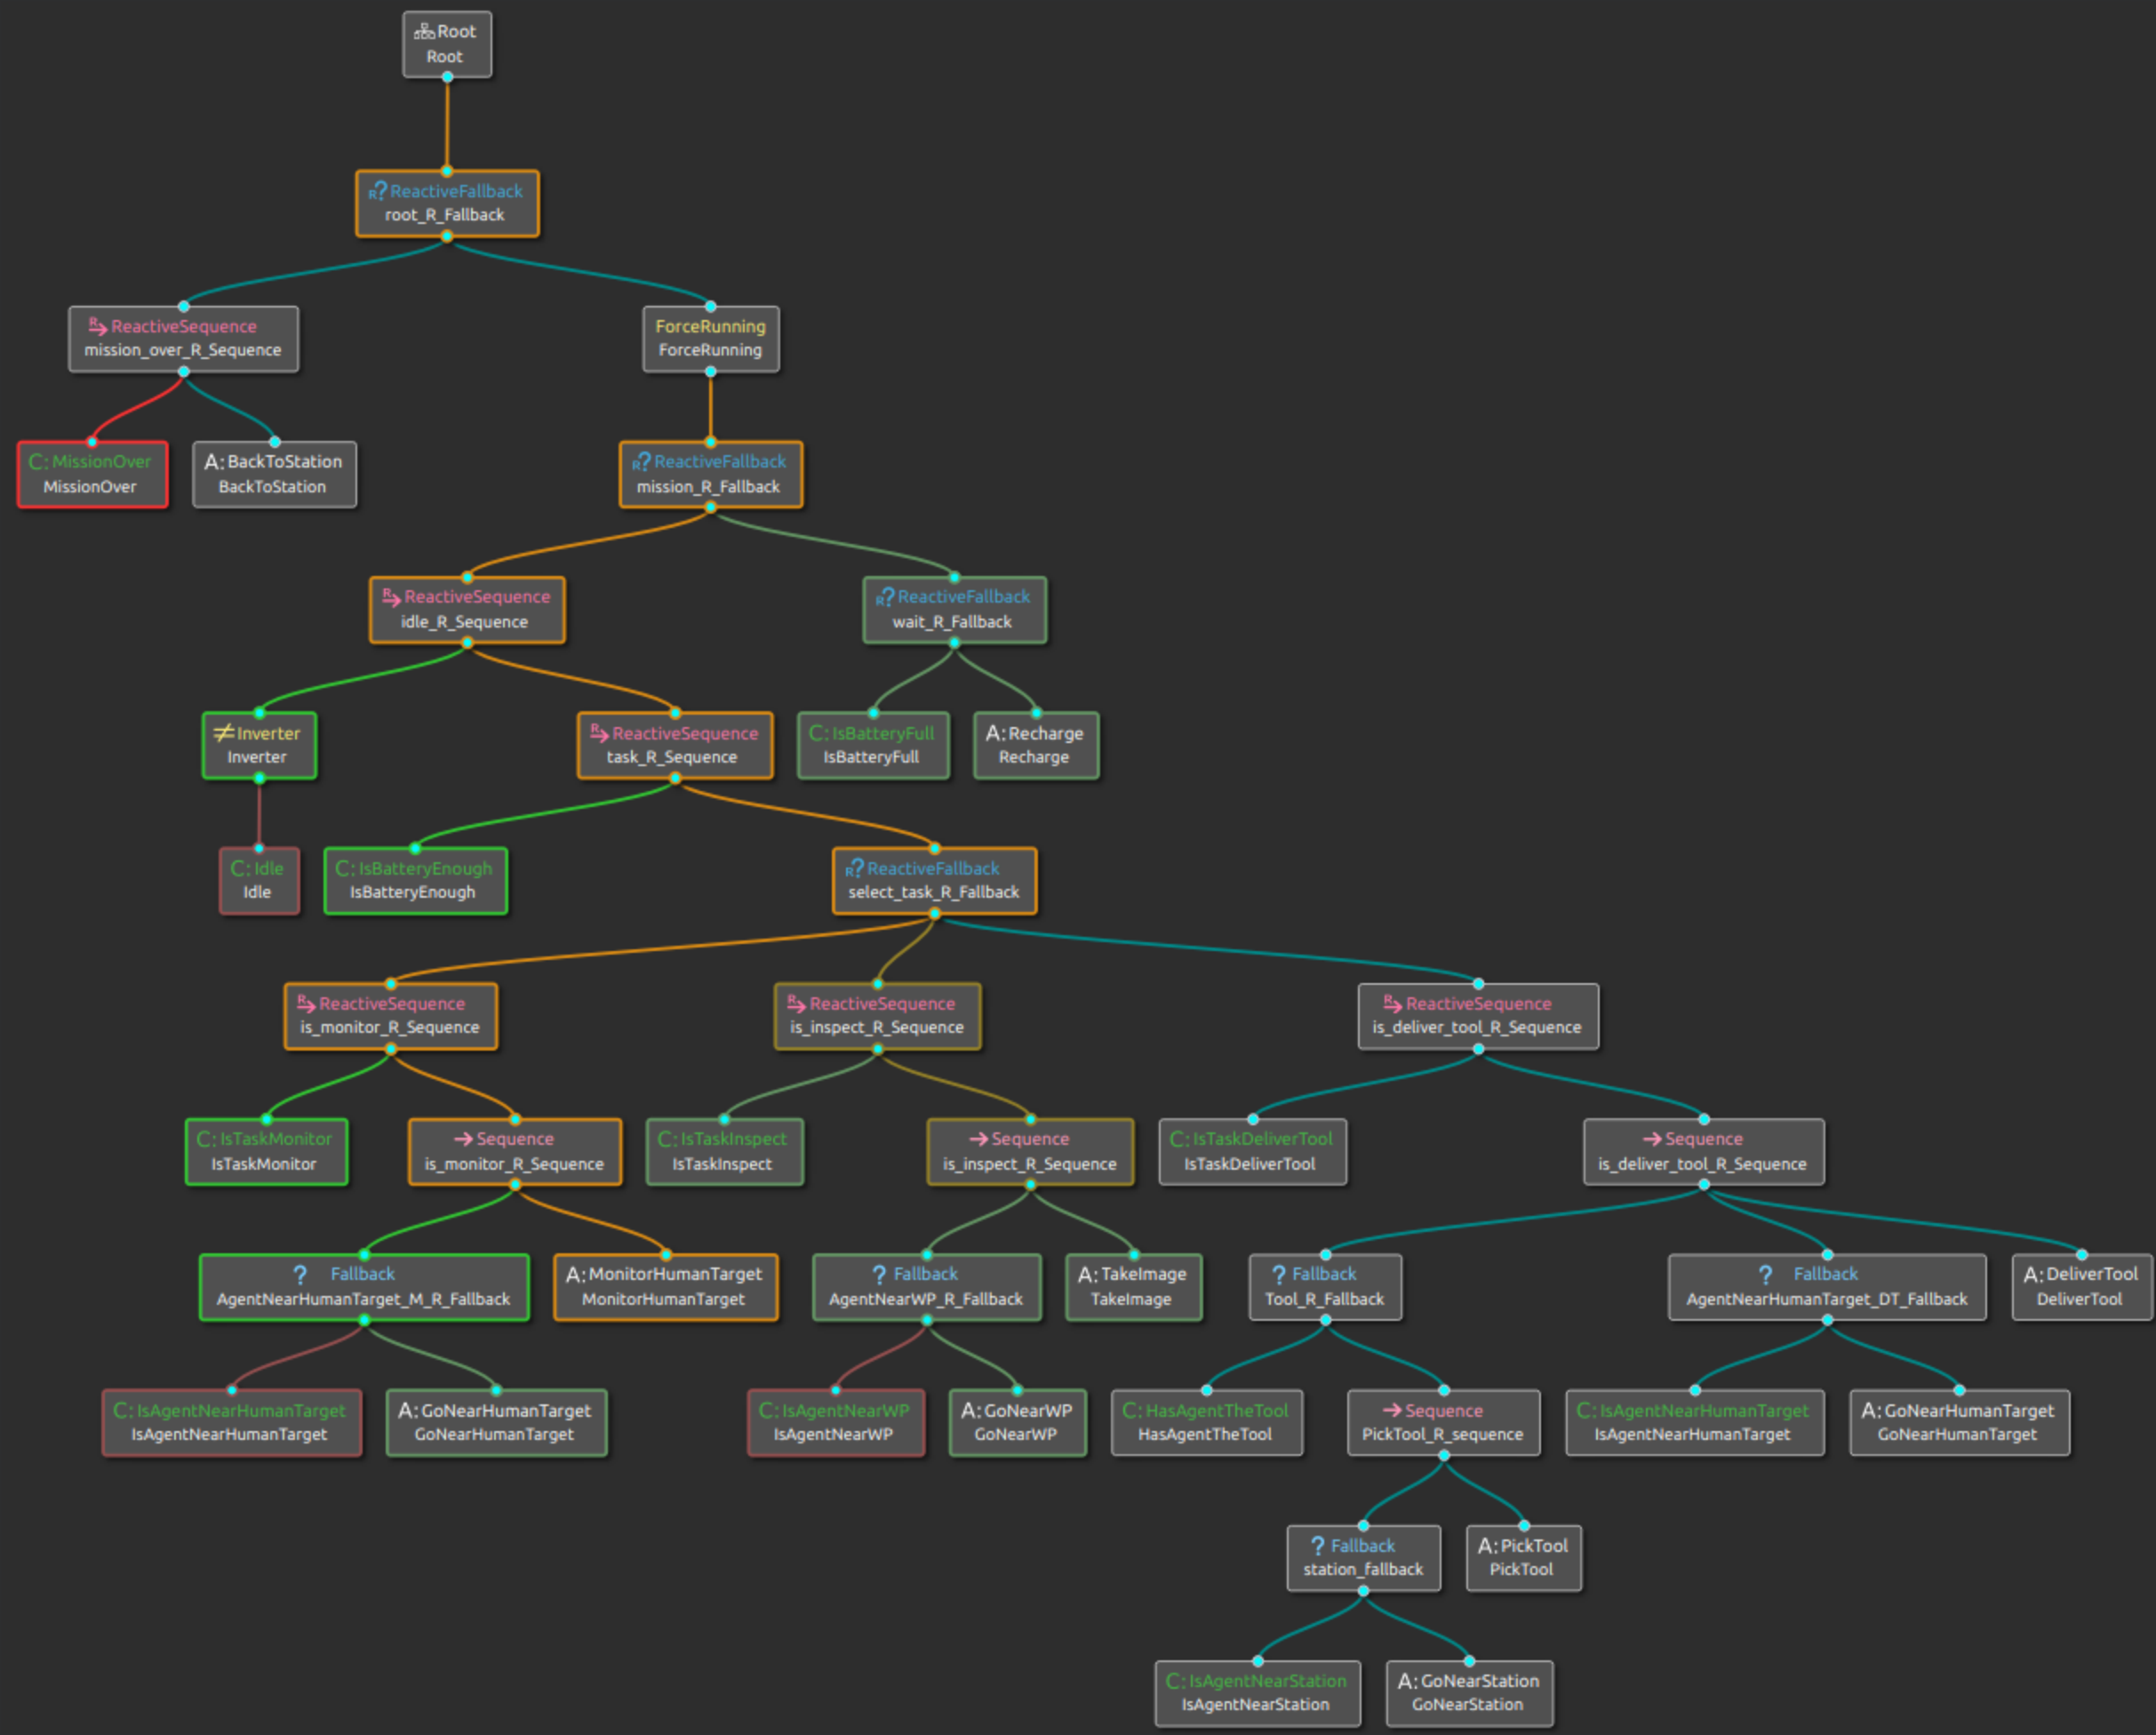 Root
Root
R? ReactiveFallback
root_R_Fallback
R ReactiveSequence
mission_over_R_Sequence
ForceRunning
ForceRunning
C: MissionOver
MissionOver
A: BackToStation
BackToStation
R? ReactiveFallback
mission_R_Fallback
R ReactiveSequence
idle_R_Sequence
R? ReactiveFallback
wait_R_Fallback
≠ Inverter
Inverter
R ReactiveSequence
task_R_Sequence
C: IsBatteryFull
IsBatteryFull
A: Recharge
Recharge
C: Idle
Idle
C: IsBatteryEnough
IsBatteryEnough
R? ReactiveFallback
select_task_R_Fallback
R ReactiveSequence
is_monitor_R_Sequence
R ReactiveSequence
is_inspect_R_Sequence
R ReactiveSequence
is_deliver_tool_R_Sequence
C: IsTaskMonitor
IsTaskMonitor
→ Sequence
is_monitor_R_Sequence
C: IsTaskInspect
IsTaskInspect
→ Sequence
is_inspect_R_Sequence
C: IsTaskDeliverTool
IsTaskDeliverTool
→ Sequence
is_deliver_tool_R_Sequence
? Fallback
AgentNearHumanTarget_M_R_Fallback
A: MonitorHumanTarget
MonitorHumanTarget
? Fallback
AgentNearWP_R_Fallback
A: TakeImage
TakeImage
? Fallback
Tool_R_Fallback
? Fallback
AgentNearHumanTarget_DT_Fallback
A: DeliverTool
DeliverTool
C: IsAgentNearHumanTarget
IsAgentNearHumanTarget
A: GoNearHumanTarget
GoNearHumanTarget
C: IsAgentNearWP
IsAgentNearWP
A: GoNearWP
GoNearWP
C: HasAgentTheTool
HasAgentTheTool
→ Sequence
PickTool_R_sequence
C: IsAgentNearHumanTarget
IsAgentNearHumanTarget
A: GoNearHumanTarget
GoNearHumanTarget
? Fallback
station_fallback
A: PickTool
PickTool
C: IsAgentNearStation
IsAgentNearStation
A: GoNearStation
GoNearStation